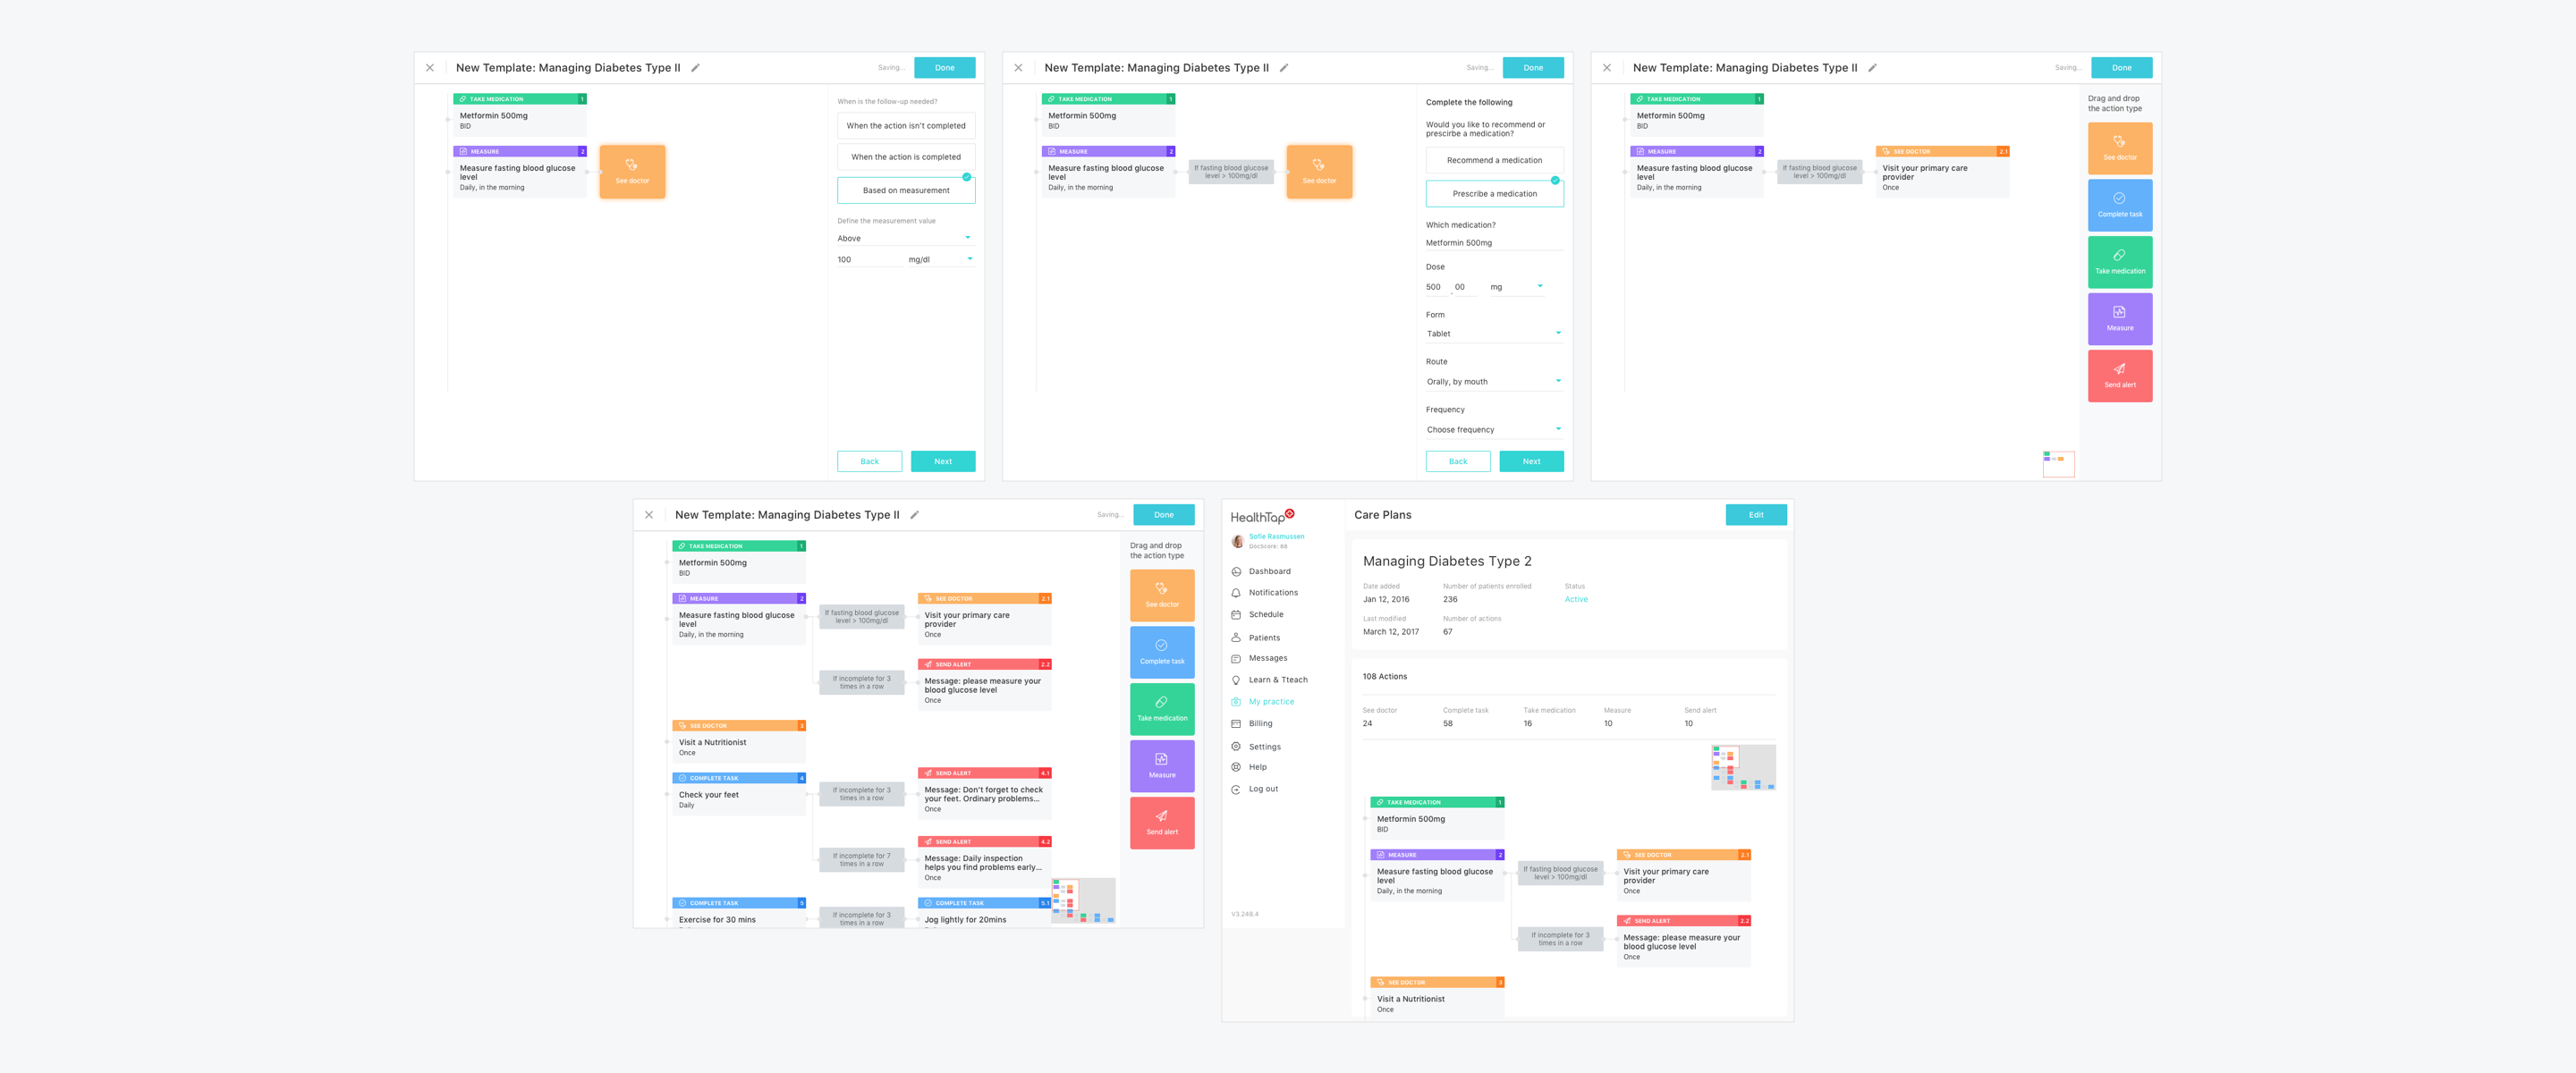 New Template: Managing Diabetes Type II
Saving...
Done
TAKE MEDICATION 1
Metformin 500mg
BID
MEASURE 2
Measure fasting blood glucose
level
Daily, in the morning
See doctor
When is the follow-up needed?
When the action isn't completed
When the action is completed
Based on measurement
Define the measurement value
Above
100 mg/dl
Back
Next
New Template: Managing Diabetes Type II
Saving...
Done
TAKE MEDICATION 1
Metformin 500mg
BID
MEASURE 2
Measure fasting blood glucose
level
Daily, in the morning
If fasting blood glucose
level > 100mg/dl
See doctor
Complete the following
Would you like to recommend or
prescirbe a medication?
Recommend a medication
Prescribe a medication
Which medication?
Metformin 500mg
Dose
500 . 00 mg
Form
Tablet
Route
Orally, by mouth
Frequency
Choose frequency
Back
Next
New Template: Managing Diabetes Type II
Saving...
Done
TAKE MEDICATION 1
Metformin 500mg
BID
MEASURE 2
Measure fasting blood glucose
level
Daily, in the morning
If fasting blood glucose
level > 100mg/dl
SEE DOCTOR 2.1
Visit your primary care
provider
Once
Drag and drop
the action type
See doctor
Complete task
Take medication
Measure
Send alert
New Template: Managing Diabetes Type II
Saving...
Done
TAKE MEDICATION 1
Metformin 500mg
BID
MEASURE 2
Measure fasting blood glucose
level
Daily, in the morning
If fasting blood glucose
level > 100mg/dl
SEE DOCTOR 2.1
Visit your primary care
provider
Once
If incomplete for 3
times in a row
SEND ALERT 2.2
Message: please measure your
blood glucose level
Once
SEE DOCTOR 3
Visit a Nutritionist
Once
COMPLETE TASK 4
Check your feet
Daily
If incomplete for 3
times in a row
SEND ALERT 4.1
Message: Don't forget to check
your feet. Ordinary problems...
Once
If incomplete for 7
times in a row
SEND ALERT 4.2
Message: Daily inspection
helps you find problems early...
Once
COMPLETE TASK 5
Exercise for 30 mins
If incomplete for 3
times in a row
COMPLETE TASK 5.1
Jog lightly for 20mins
Drag and drop
the action type
See doctor
Complete task
Take medication
Measure
Send alert
HealthTap
Sofie Rasmussen
DocScore: 88
Dashboard
Notifications
Schedule
Patients
Messages
Learn & Tteach
My practice
Billing
Settings
Help
Log out
V3.248.4
Care Plans
Edit
Managing Diabetes Type 2
Date added
Jan 12, 2016
Number of patients enrolled
236
Status
Active
Last modified
March 12, 2017
Number of actions
67
108 Actions
See doctor
24
Complete task
58
Take medication
16
Measure
10
Send alert
10
TAKE MEDICATION 1
Metformin 500mg
BID
MEASURE 2
Measure fasting blood glucose
level
Daily, in the morning
If fasting blood glucose
level > 100mg/dl
SEE DOCTOR 2.1
Visit your primary care
provider
Once
If incomplete for 3
times in a row
SEND ALERT 2.2
Message: please measure your
blood glucose level
Once
SEE DOCTOR 3
Visit a Nutritionist
Once